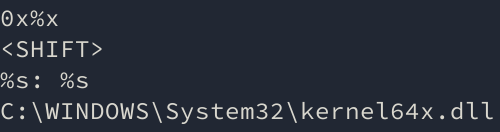 0x%x
<SHIFT>
%s: %s
C:\WINDOWS\System32\kernel64x.dll